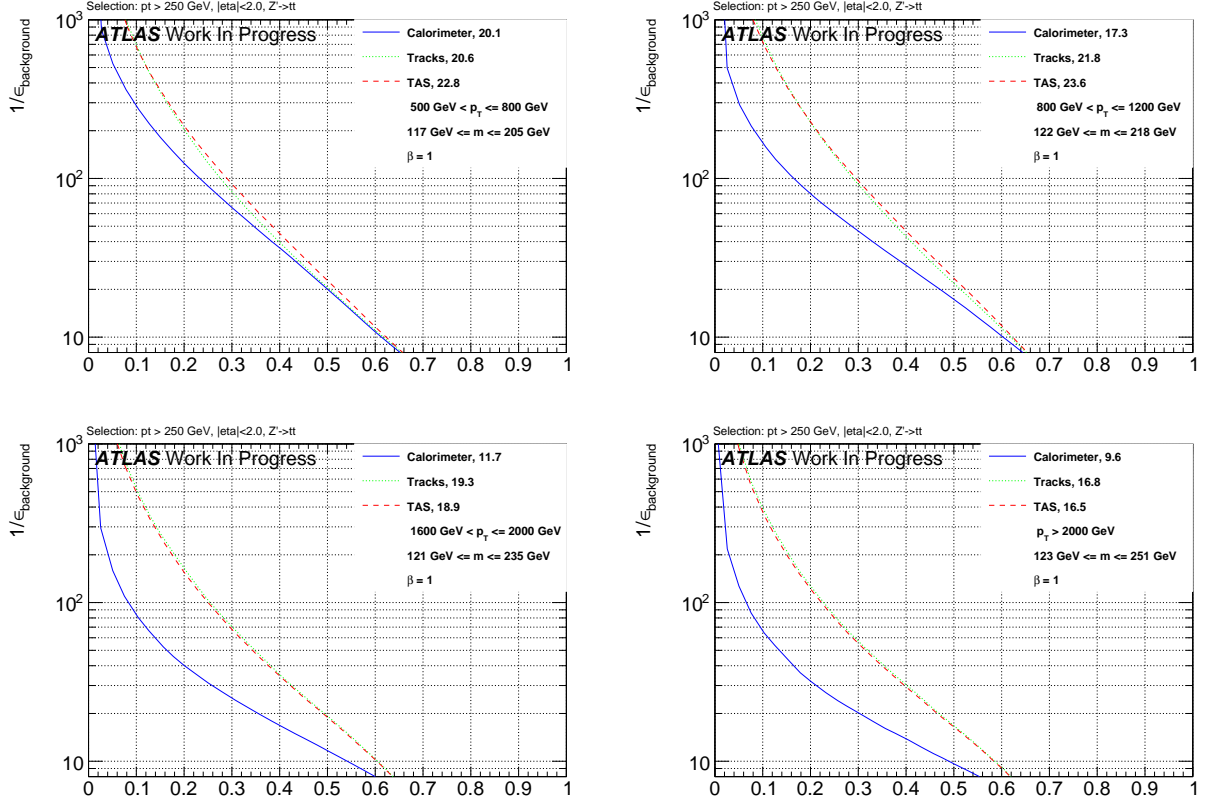 Selection: pt > 250 GeV, |eta|<2.0, Z'->tt
ATLAS Work In Progress
Calorimeter, 20.1
Tracks, 20.6
TAS, 22.8
500 GeV < p_T <= 800 GeV
117 GeV <= m <= 205 GeV
β = 1
1/ϵ_background
10^3
10^2
10
0 0.1 0.2 0.3 0.4 0.5 0.6 0.7 0.8 0.9 1
Selection: pt > 250 GeV, |eta|<2.0, Z'->tt
ATLAS Work In Progress
Calorimeter, 17.3
Tracks, 21.8
TAS, 23.6
800 GeV < p_T <= 1200 GeV
122 GeV <= m <= 218 GeV
β = 1
1/ϵ_background
10^3
10^2
10
0 0.1 0.2 0.3 0.4 0.5 0.6 0.7 0.8 0.9 1
Selection: pt > 250 GeV, |eta|<2.0, Z'->tt
ATLAS Work In Progress
Calorimeter, 11.7
Tracks, 19.3
TAS, 18.9
1600 GeV < p_T <= 2000 GeV
121 GeV <= m <= 235 GeV
β = 1
1/ϵ_background
10^3
10^2
10
0 0.1 0.2 0.3 0.4 0.5 0.6 0.7 0.8 0.9 1
Selection: pt > 250 GeV, |eta|<2.0, Z'->tt
ATLAS Work In Progress
Calorimeter, 9.6
Tracks, 16.8
TAS, 16.5
p_T > 2000 GeV
123 GeV <= m <= 251 GeV
β = 1
1/ϵ_background
10^3
10^2
10
0 0.1 0.2 0.3 0.4 0.5 0.6 0.7 0.8 0.9 1